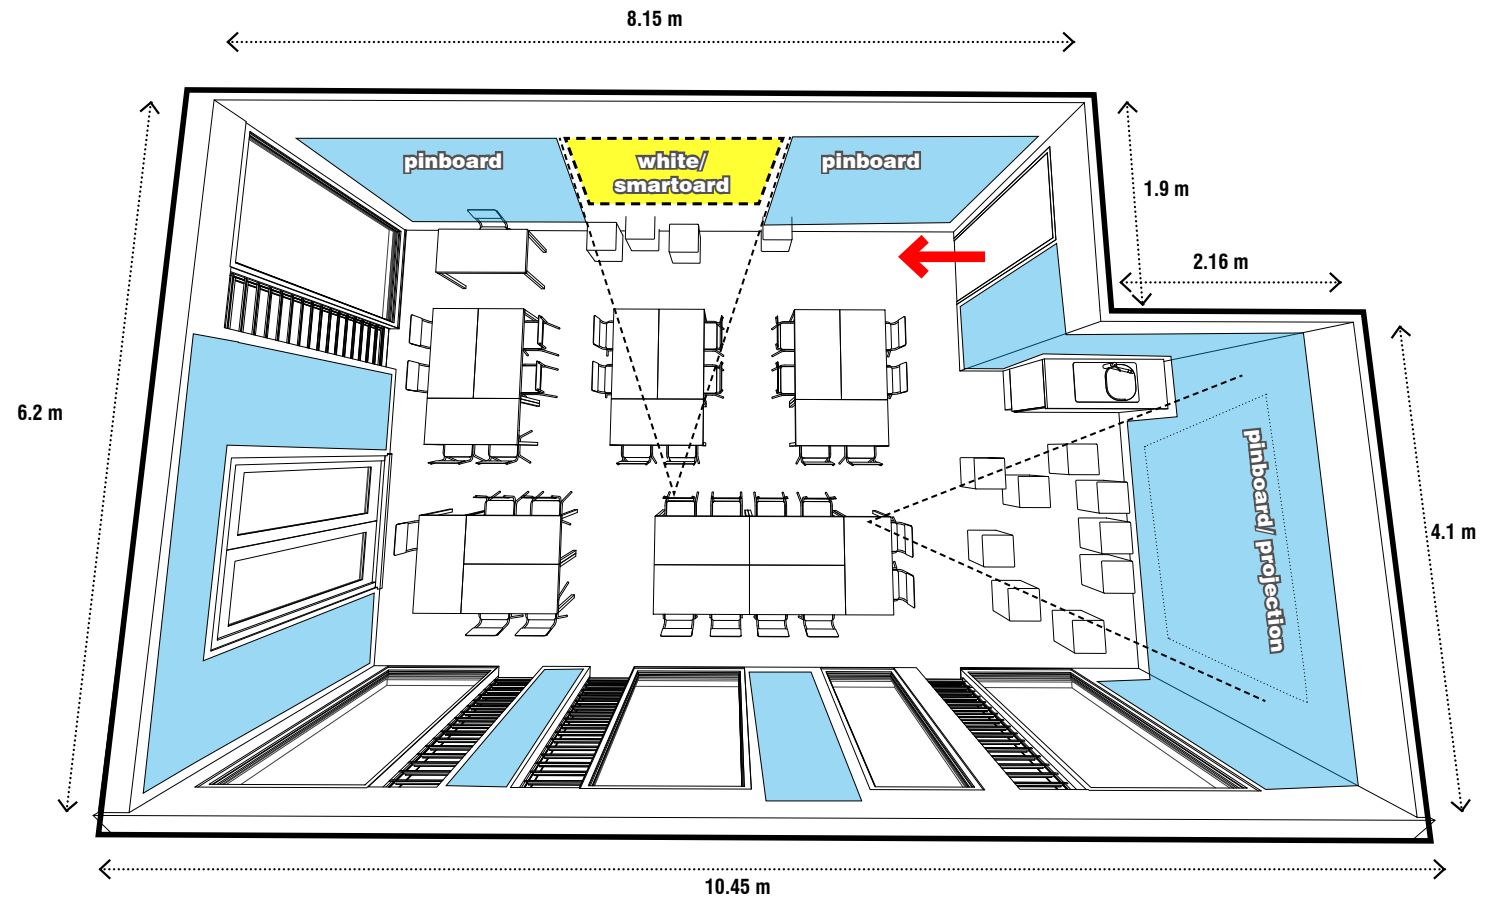 8.15 m
pinboard
white/
smartoard
pinboard
1.9 m
2.16 m
6.2 m
pinboard/ projection
4.1 m
10.45 m